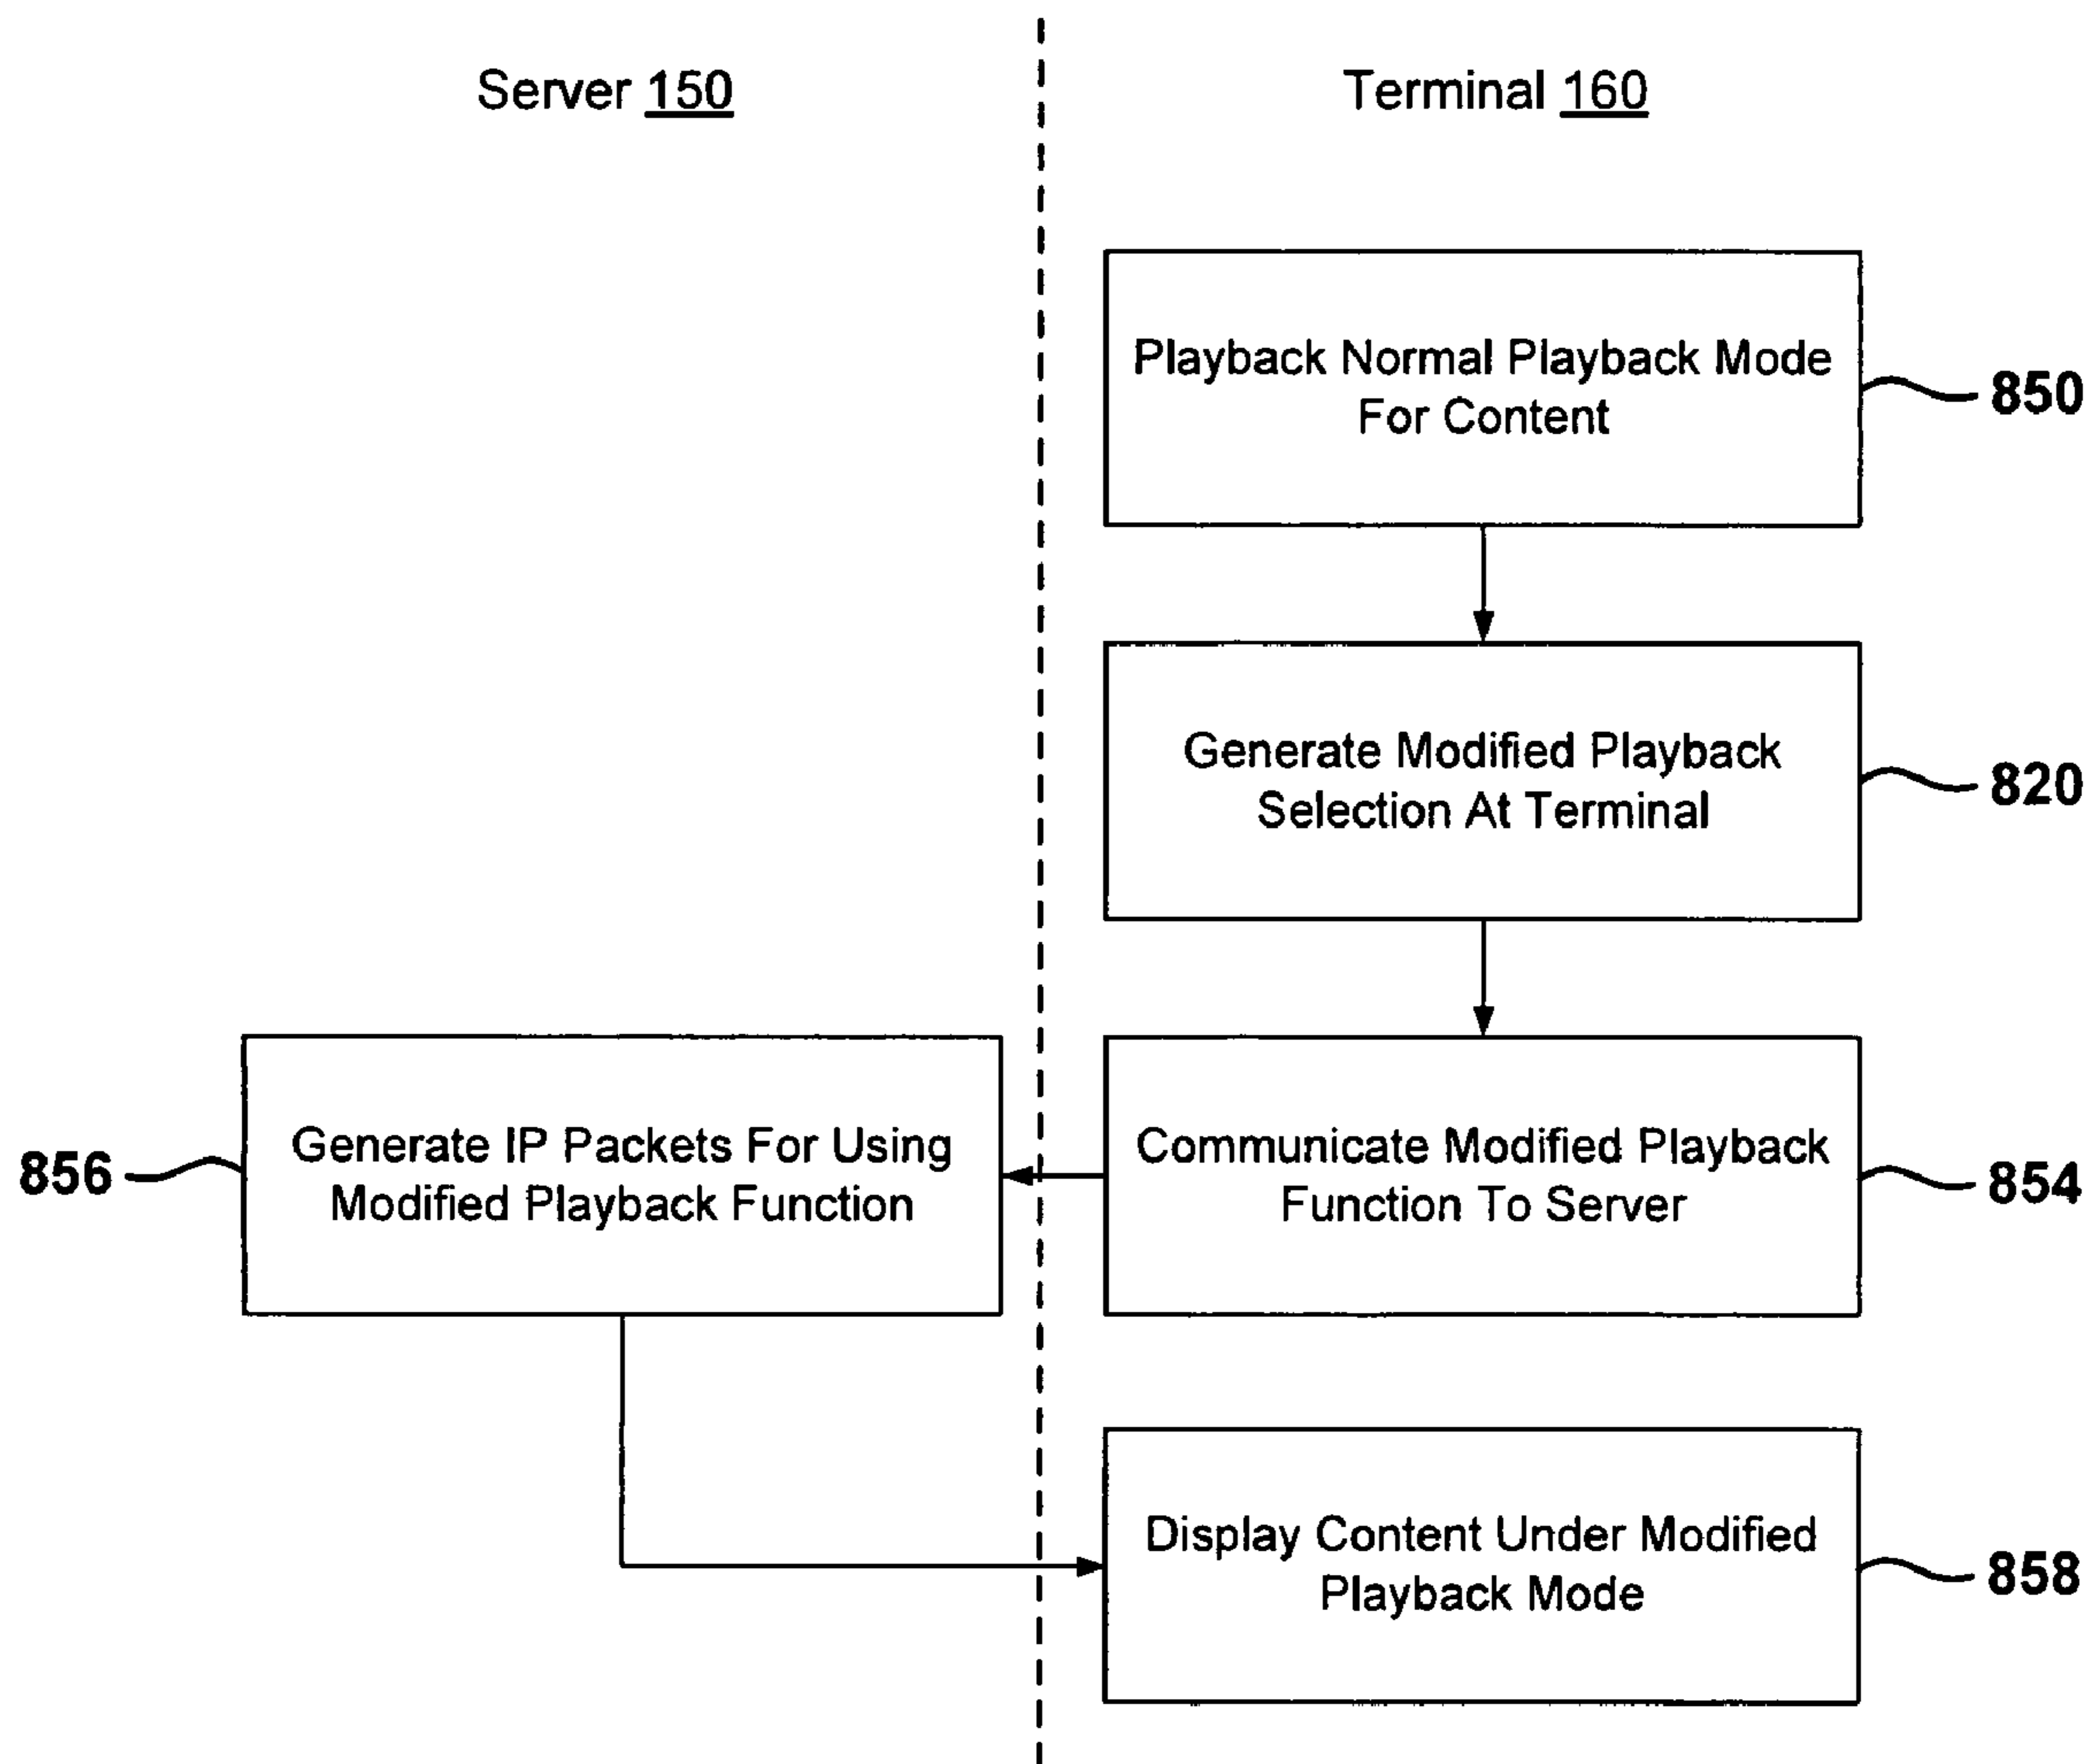 Server 150
Terminal 160
Playback Normal Playback Mode
For Content
850
Generate Modified Playback
Selection At Terminal
820
856
Generate IP Packets For Using
Modified Playback Function
Communicate Modified Playback
Function To Server
854
Display Content Under Modified
Playback Mode
858